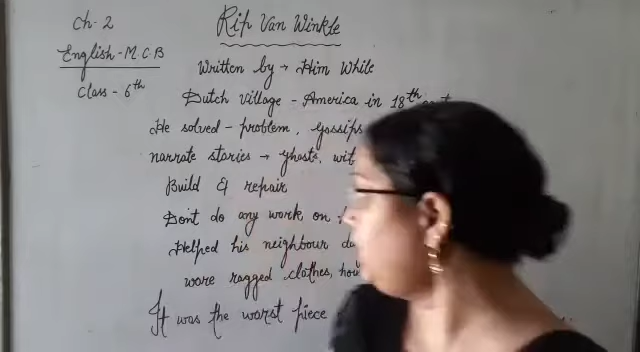 Ch-2
Rip Van Winkle
English - M.C.B
Class - 6th
Written by → Him While
Dutch Village - America in 18th
He solved - problem, Gossips
narrate stories → ghosts,
Build & repair
Dont do any work on
Helped his neighbour
wore ragged clothes,
It was the worst piece